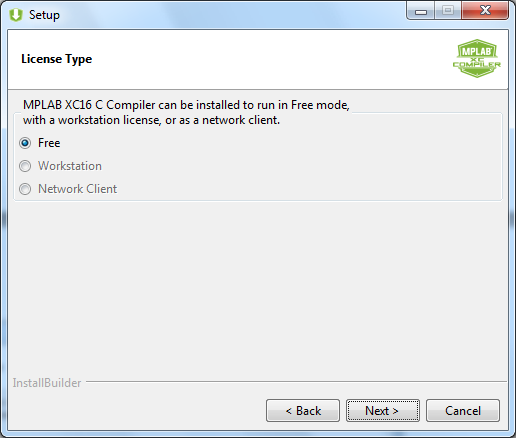 Setup
License Type
MPLAB
XC
COMPILER
MPLAB XC16 C Compiler can be installed to run in Free mode,
with a workstation license, or as a network client.
Free
Workstation
Network Client
InstallBuilder
< Back
Next >
Cancel